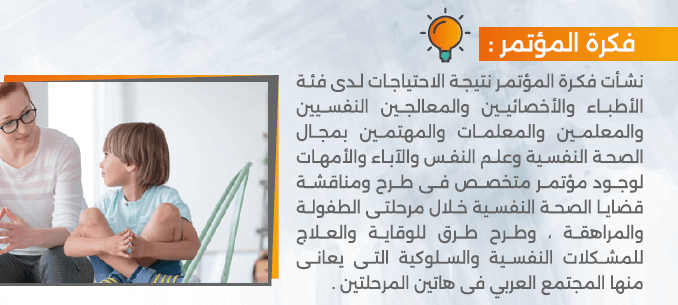 فكرة المؤتمر :
نشأت فكرة المؤتمر نتيجة الاحتياجات لدى فئة
الأطباء والأخصائيين والمعالجين النفسيين
والمعلمين والمعلمات والمهتمين بمجال
الصحة النفسية وعلم النفس والآباء والأمهات
لوجود مؤتمر متخصص فى طرح ومناقشة
قضايا الصحة النفسية خلال مرحلتى الطفولة
والمراهقة ، وطرح طرق للوقاية والعلاج
للمشكلات النفسية والسلوكية التى يعانى
منها المجتمع العربي فى هاتين المرحلتين .